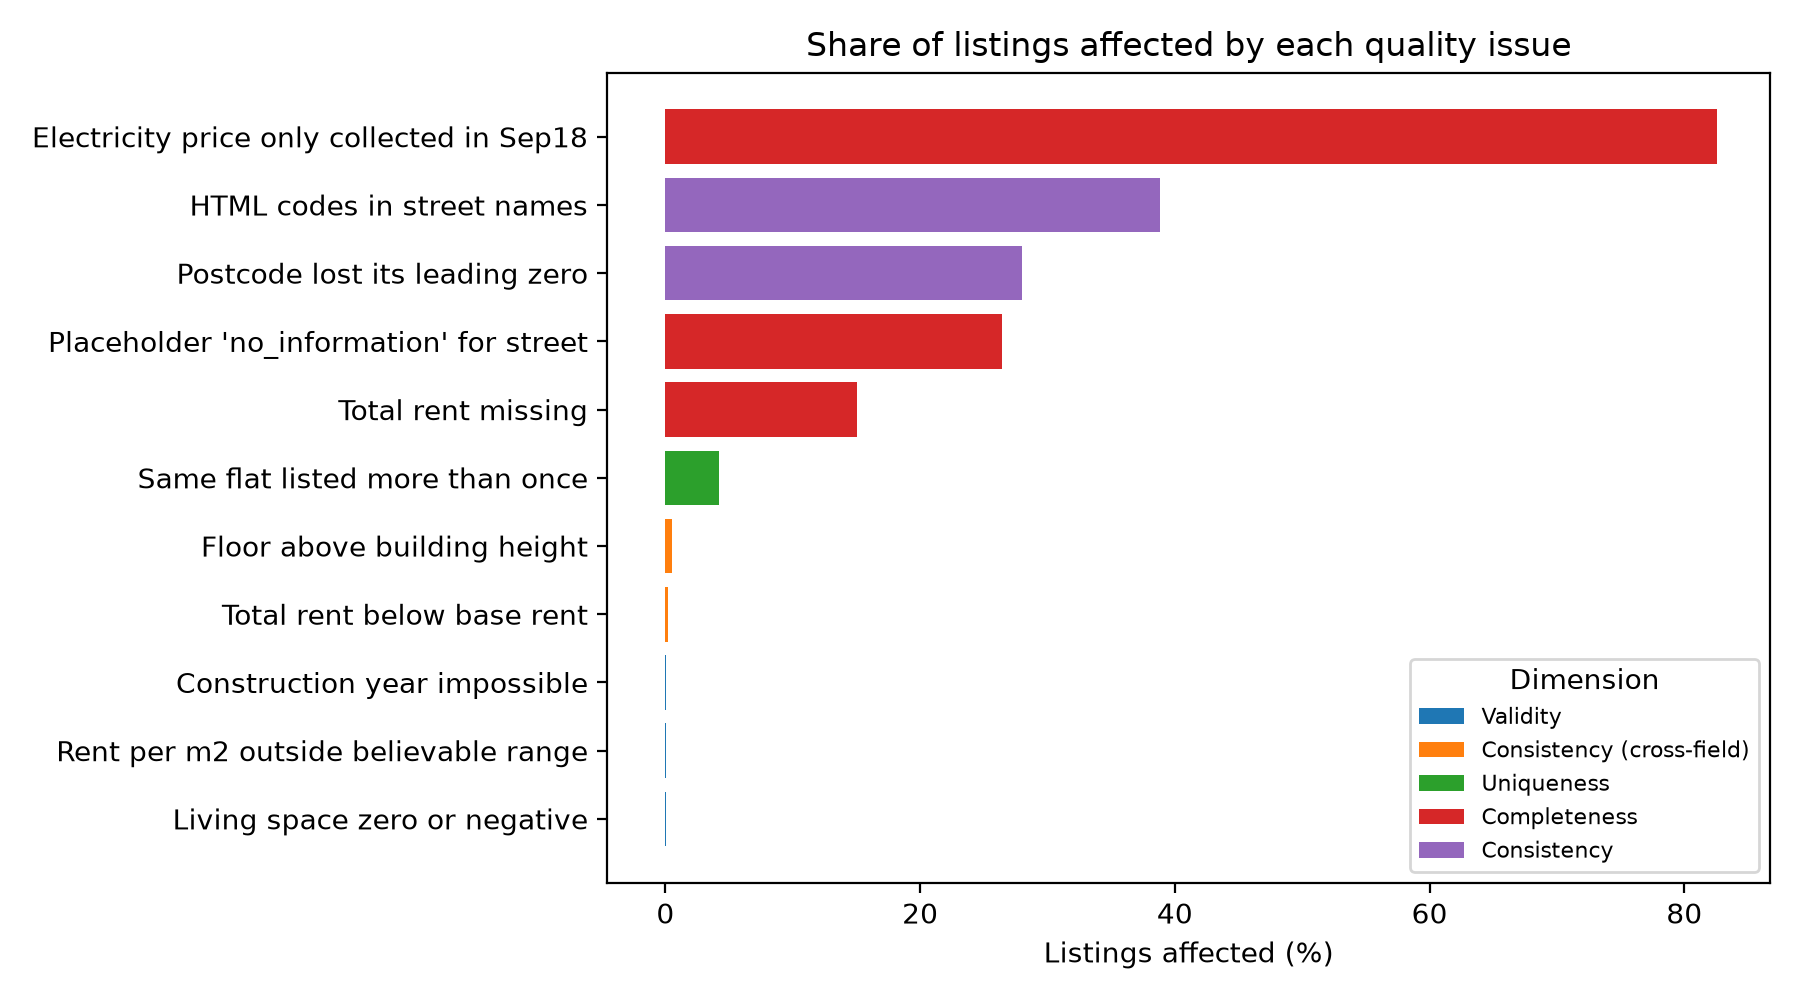 Share of listings affected by each quality issue
Electricity price only collected in Sep18
HTML codes in street names
Postcode lost its leading zero
Placeholder 'no_information' for street
Total rent missing
Same flat listed more than once
Floor above building height
Total rent below base rent
Construction year impossible
Rent per m2 outside believable range
Living space zero or negative
Dimension
Validity
Consistency (cross-field)
Uniqueness
Completeness
Consistency
0 20 40 60 80
Listings affected (%)